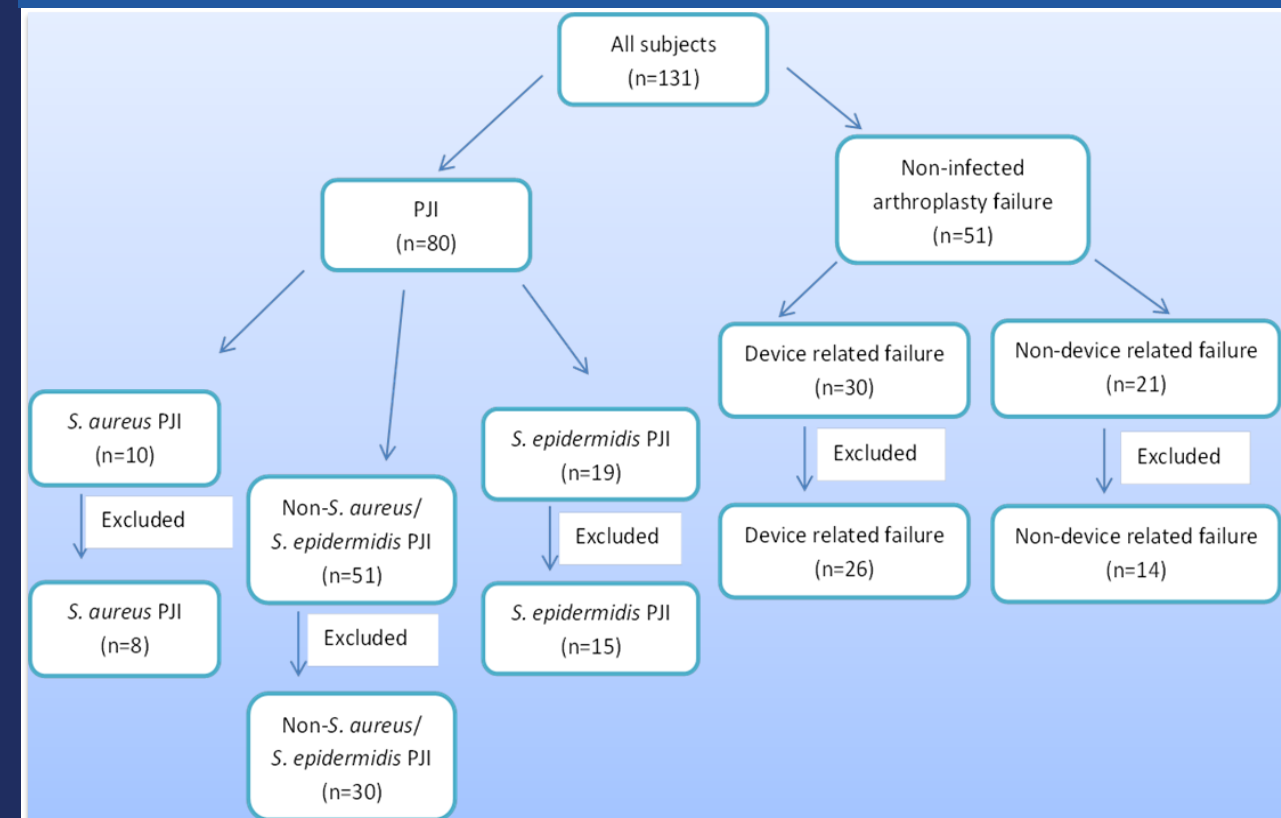 All subjects
(n=131)
PJI
(n=80)
Non-infected
arthroplasty failure
(n=51)
S. aureus PJI
(n=10)
Excluded
S. aureus PJI
(n=8)
Non-S. aureus/
S. epidermidis PJI
(n=51)
Excluded
Non-S. aureus/
S. epidermidis PJI
(n=30)
S. epidermidis PJI
(n=19)
Excluded
S. epidermidis PJI
(n=15)
Device related failure
(n=30)
Excluded
Device related failure
(n=26)
Non-device related failure
(n=21)
Excluded
Non-device related failure
(n=14)